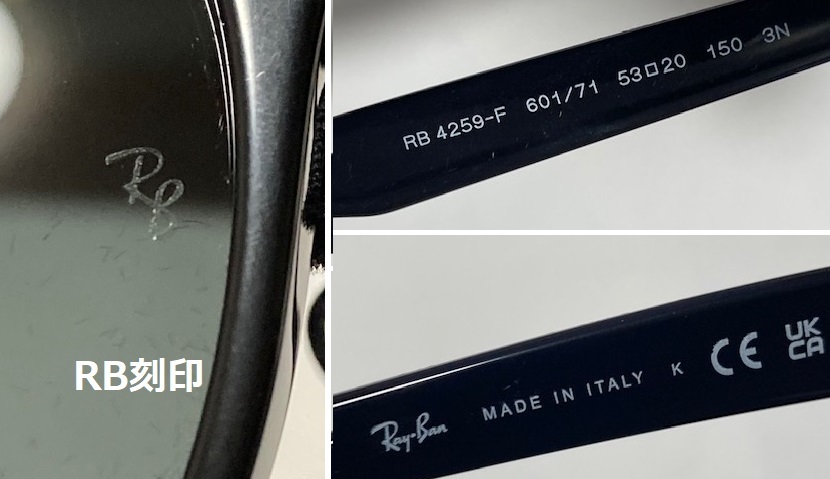 RB
RB刻印
RB 4259-F 601/71 53□20 150 3N
Ray-Ban MADE IN ITALY K CE UK CA